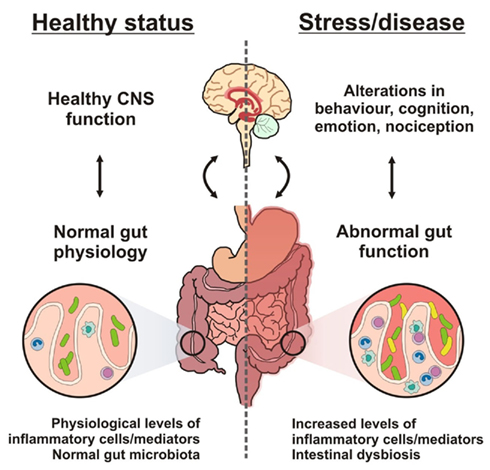 Healthy status
Stress/disease
Healthy CNS
function
Alterations in
behaviour, cognition,
emotion, nociception
Normal gut
physiology
Abnormal gut
function
Physiological levels of
inflammatory cells/mediators
Normal gut microbiota
Increased levels of
inflammatory cells/mediators
Intestinal dysbiosis